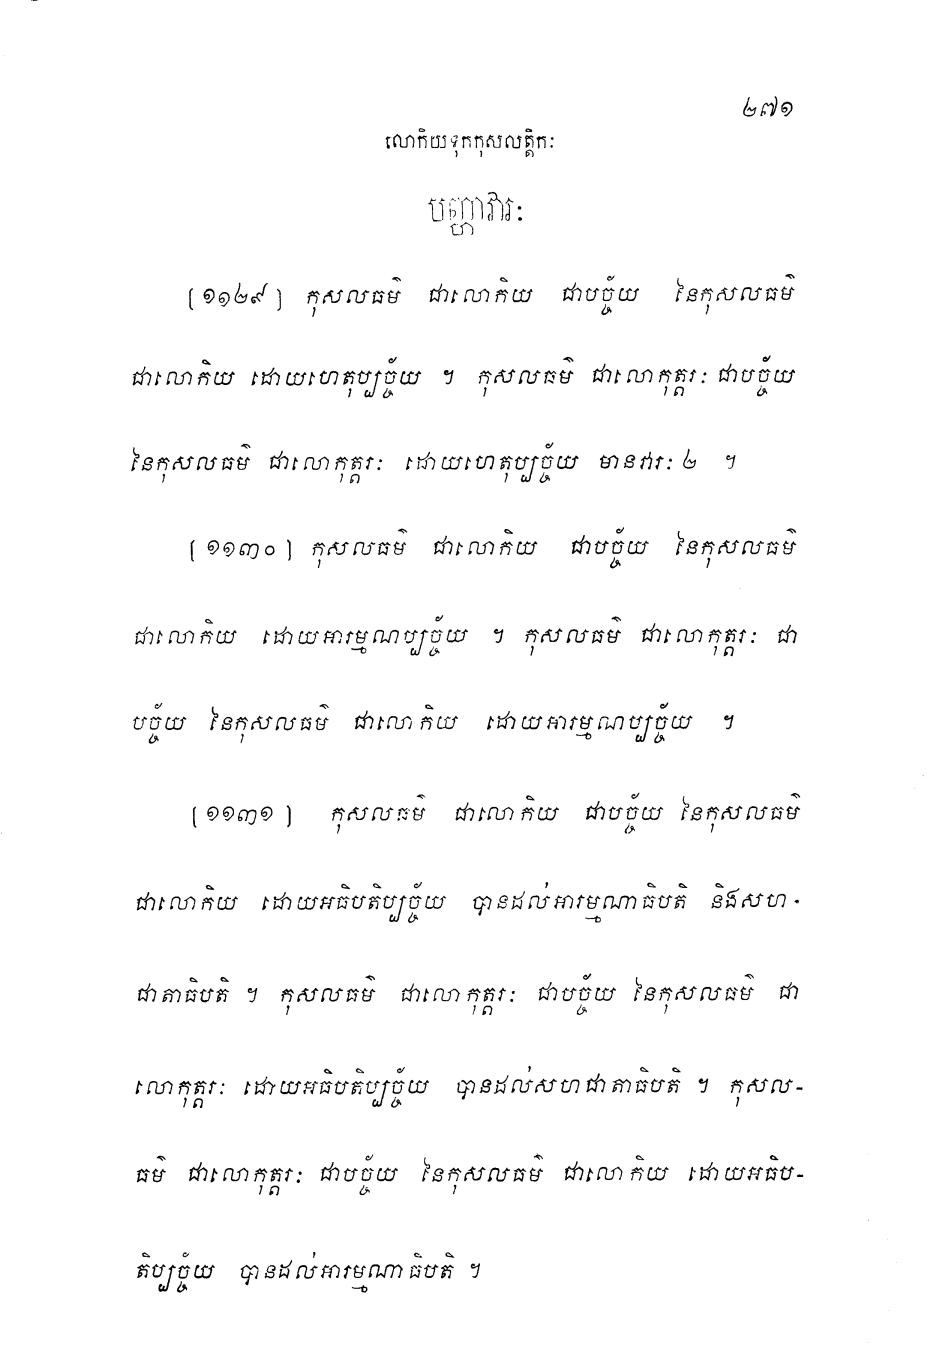 ២៧១
លោកិយទុកកុសលត្តិកៈ
បញ្ហាវារៈ
[១១២៩] កុសលធម៌ ជាលោកិយ ជាបច្ច័យ នៃកុសលធម៌
ជាលោកិយ ដោយហេតុប្បច្ច័យ ។ កុសលធម៌ ជាលោកុត្តរៈ ជាបច្ច័យ
នៃកុសលធម៌ ជាលោកុត្តរៈ ដោយហេតុប្បច្ច័យ មានវារៈ ២ ។
[១១៣០] កុសលធម៌ ជាលោកិយ ជាបច្ច័យ នៃកុសលធម៌
ជាលោកិយ ដោយអារម្មណប្បច្ច័យ ។ កុសលធម៌ ជាលោកុត្តរៈ ជា
បច្ច័យ នៃកុសលធម៌ ជាលោកិយ ដោយអារម្មណប្បច្ច័យ ។
[១១៣១] កុសលធម៌ ជាលោកិយ ជាបច្ច័យ នៃកុសលធម៌
ជាលោកិយ ដោយអធិបតិប្បច្ច័យ បានដល់អារម្មណាធិបតិ និងសហ-
ជាតាធិបតិ ។ កុសលធម៌ ជាលោកុត្តរៈ ជាបច្ច័យ នៃកុសលធម៌ ជា
លោកុត្តរៈ ដោយអធិបតិប្បច្ច័យ បានដល់សហជាតាធិបតិ ។ កុសល-
ធម៌ ជាលោកុត្តរៈ ជាបច្ច័យ នៃកុសលធម៌ ជាលោកិយ ដោយអធិប-
តិប្បច្ច័យ បានដល់អារម្មណាធិបតិ ។